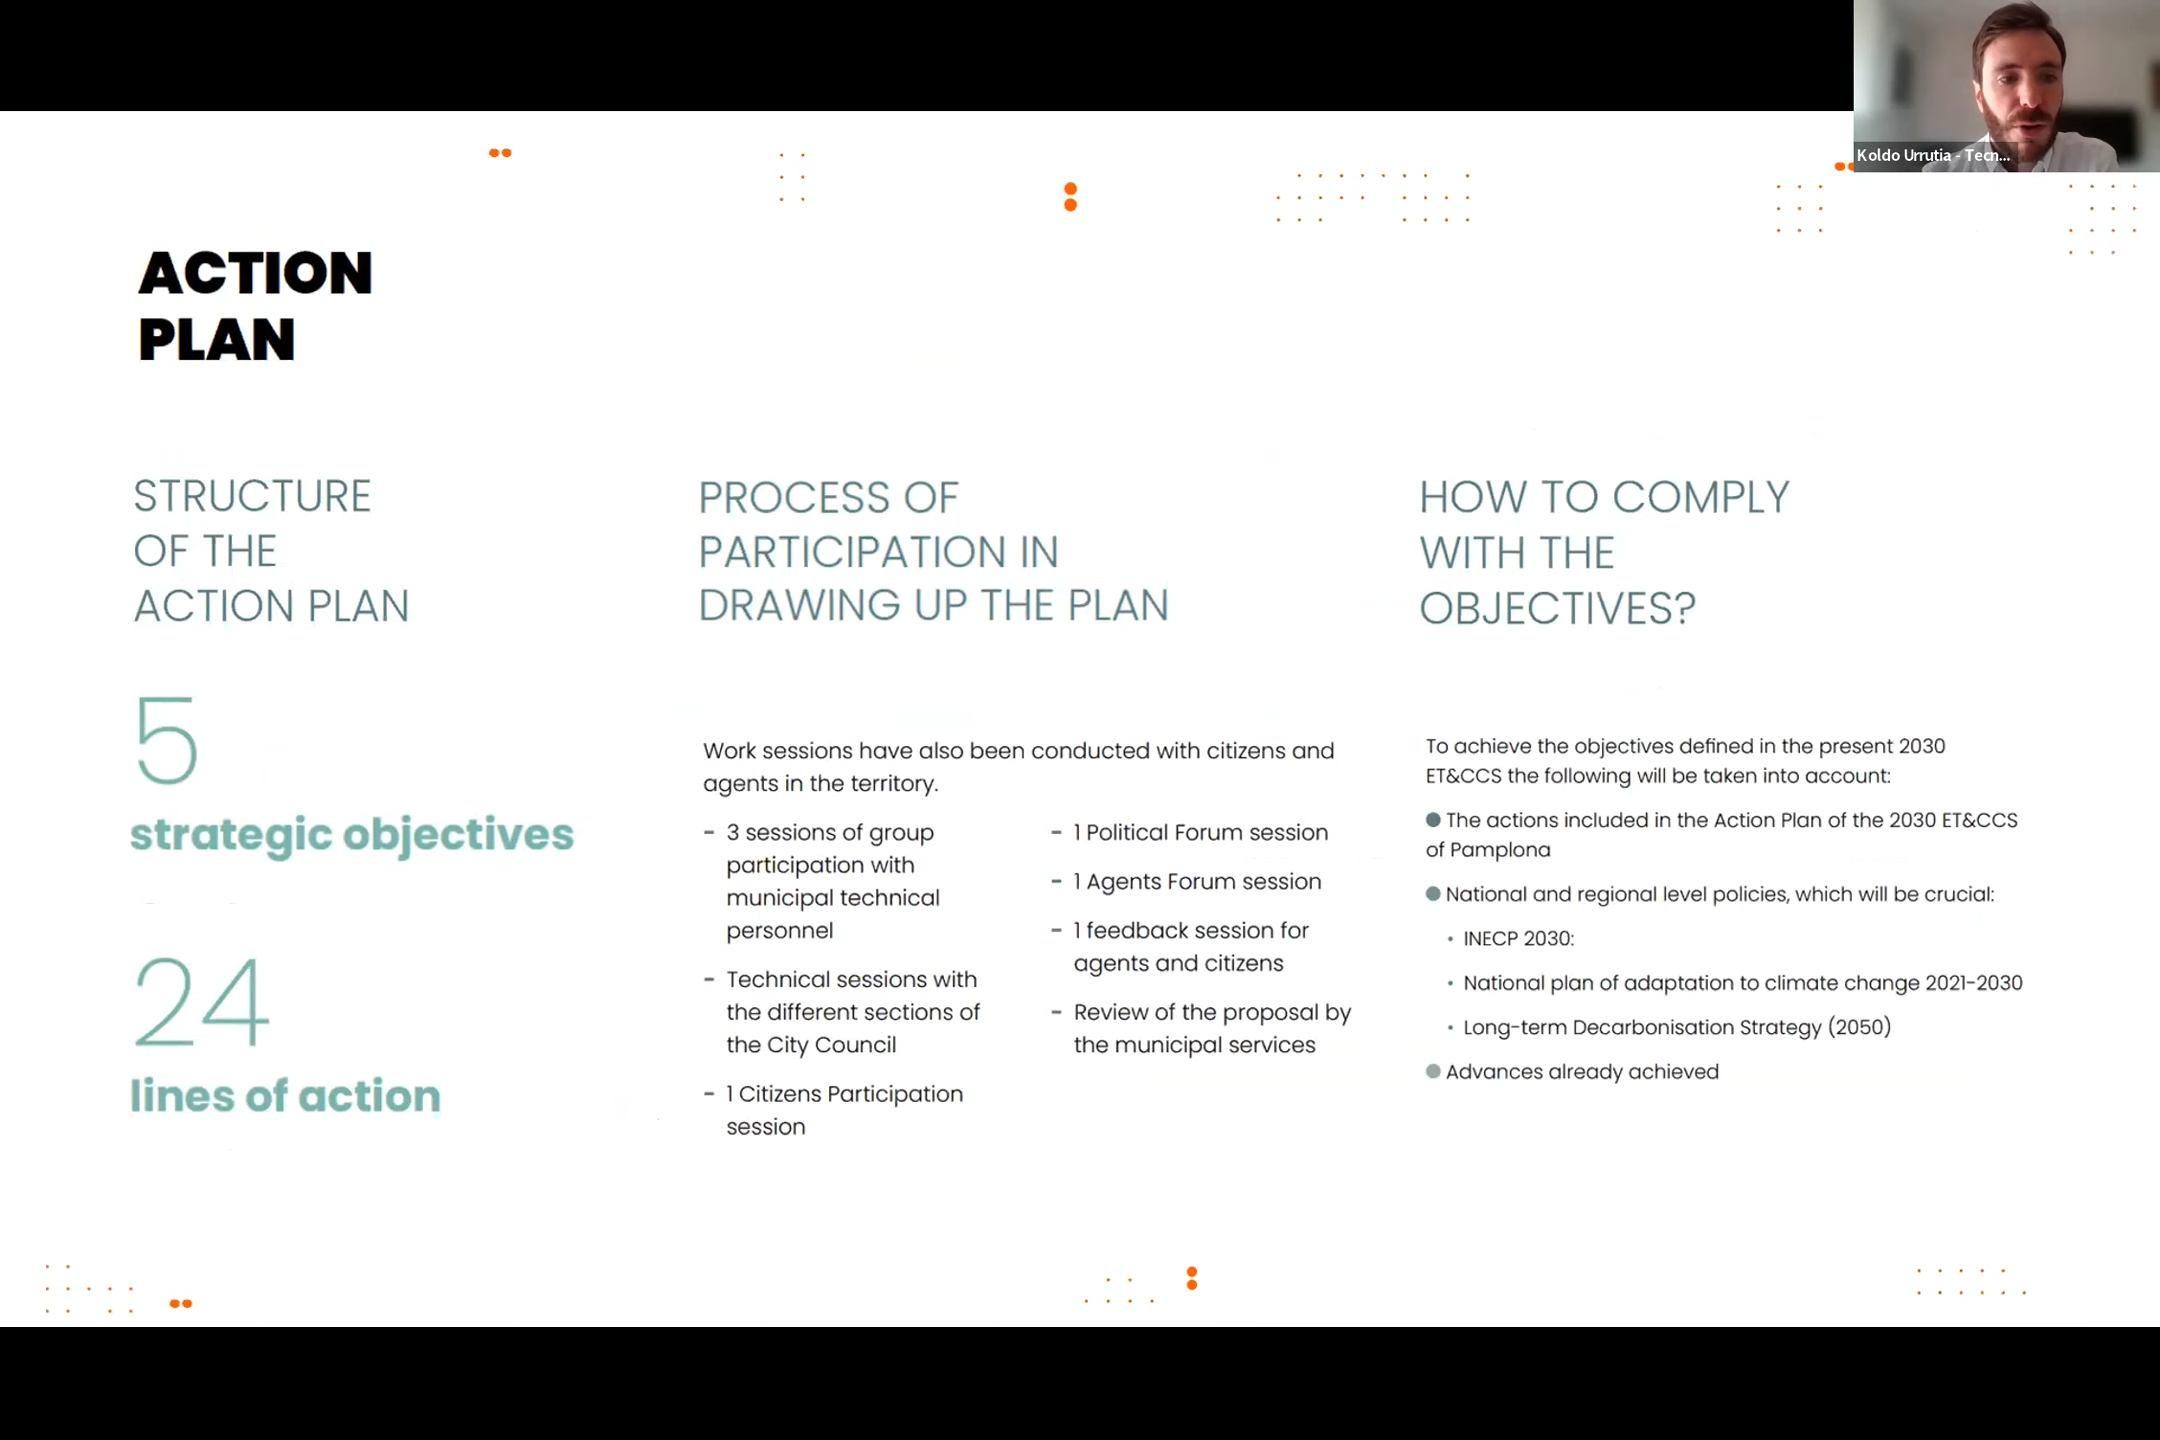 Koldo Urrutia - Tecn...
ACTION
PLAN
STRUCTURE
OF THE
ACTION PLAN
5
strategic objectives
24
lines of action
PROCESS OF
PARTICIPATION IN
DRAWING UP THE PLAN
Work sessions have also been conducted with citizens and
agents in the territory.
- 3 sessions of group
participation with
municipal technical
personnel
- Technical sessions with
the different sections of
the City Council
- 1 Citizens Participation
session
- 1 Political Forum session
- 1 Agents Forum session
- 1 feedback session for
agents and citizens
- Review of the proposal by
the municipal services
HOW TO COMPLY
WITH THE
OBJECTIVES?
To achieve the objectives defined in the present 2030
ET&CCS the following will be taken into account:
● The actions included in the Action Plan of the 2030 ET&CCS
of Pamplona
● National and regional level policies, which will be crucial:
• INECP 2030:
• National plan of adaptation to climate change 2021-2030
• Long-term Decarbonisation Strategy (2050)
● Advances already achieved